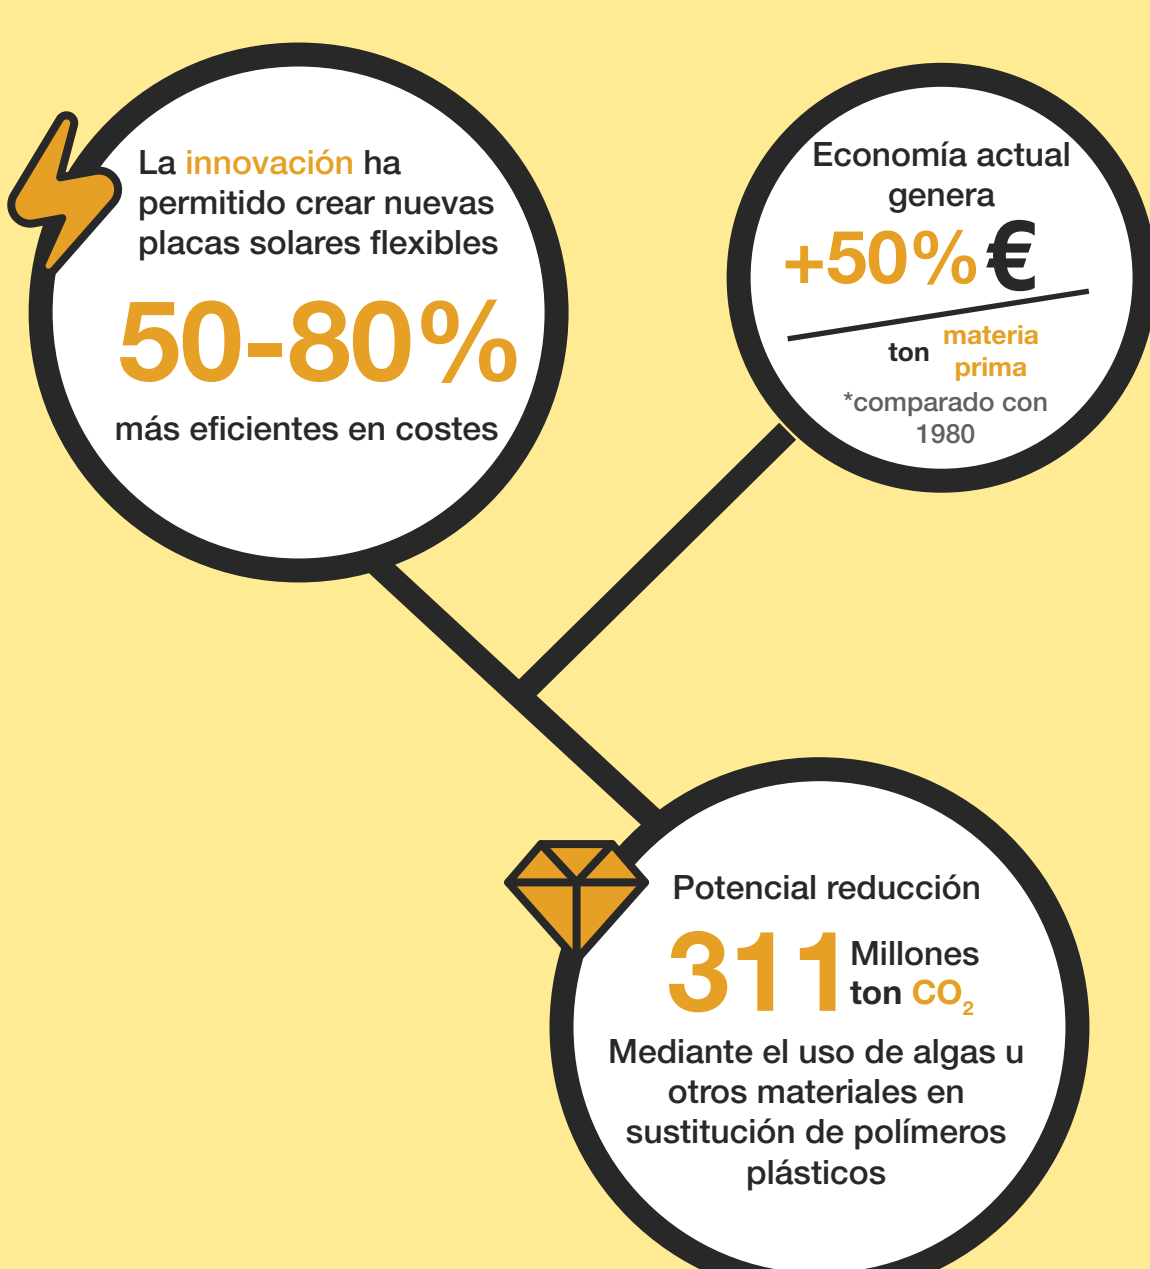 La innovación ha
permitido crear nuevas
placas solares flexibles
50-80%
más eficientes en costes
Economía actual
genera
+50% €
ton materia
prima
*comparado con
1980
Potencial reducción
311 Millones
ton CO₂
Mediante el uso de algas u
otros materiales en
sustitución de polímeros
plásticos